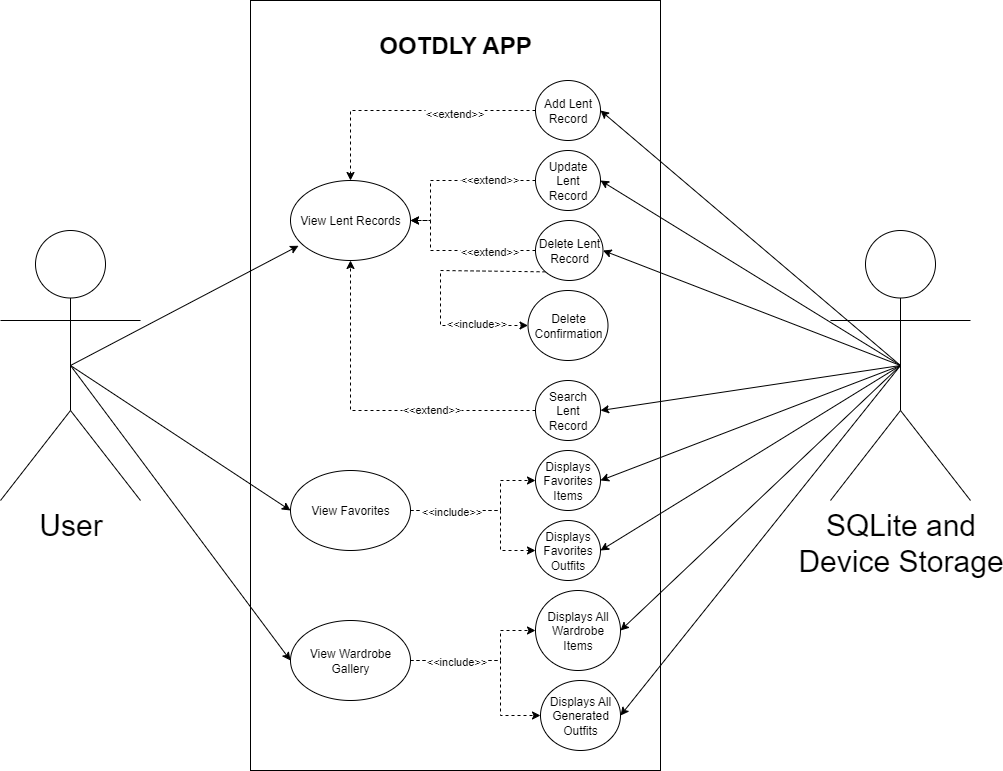 OOTDLY APP
Add Lent
Record
<<extend>>
Update
Lent
Record
<<extend>>
View Lent Records
Delete Lent
Record
<<extend>>
Delete
Confirmation
<<include>>
Search
Lent
Record
<<extend>>
Displays
Favorites
Items
View Favorites
<<include>>
Displays
Favorites
Outfits
User
SQLite and
Device Storage
Displays All
Wardrobe
Items
View Wardrobe
Gallery
<<include>>
Displays All
Generated
Outfits